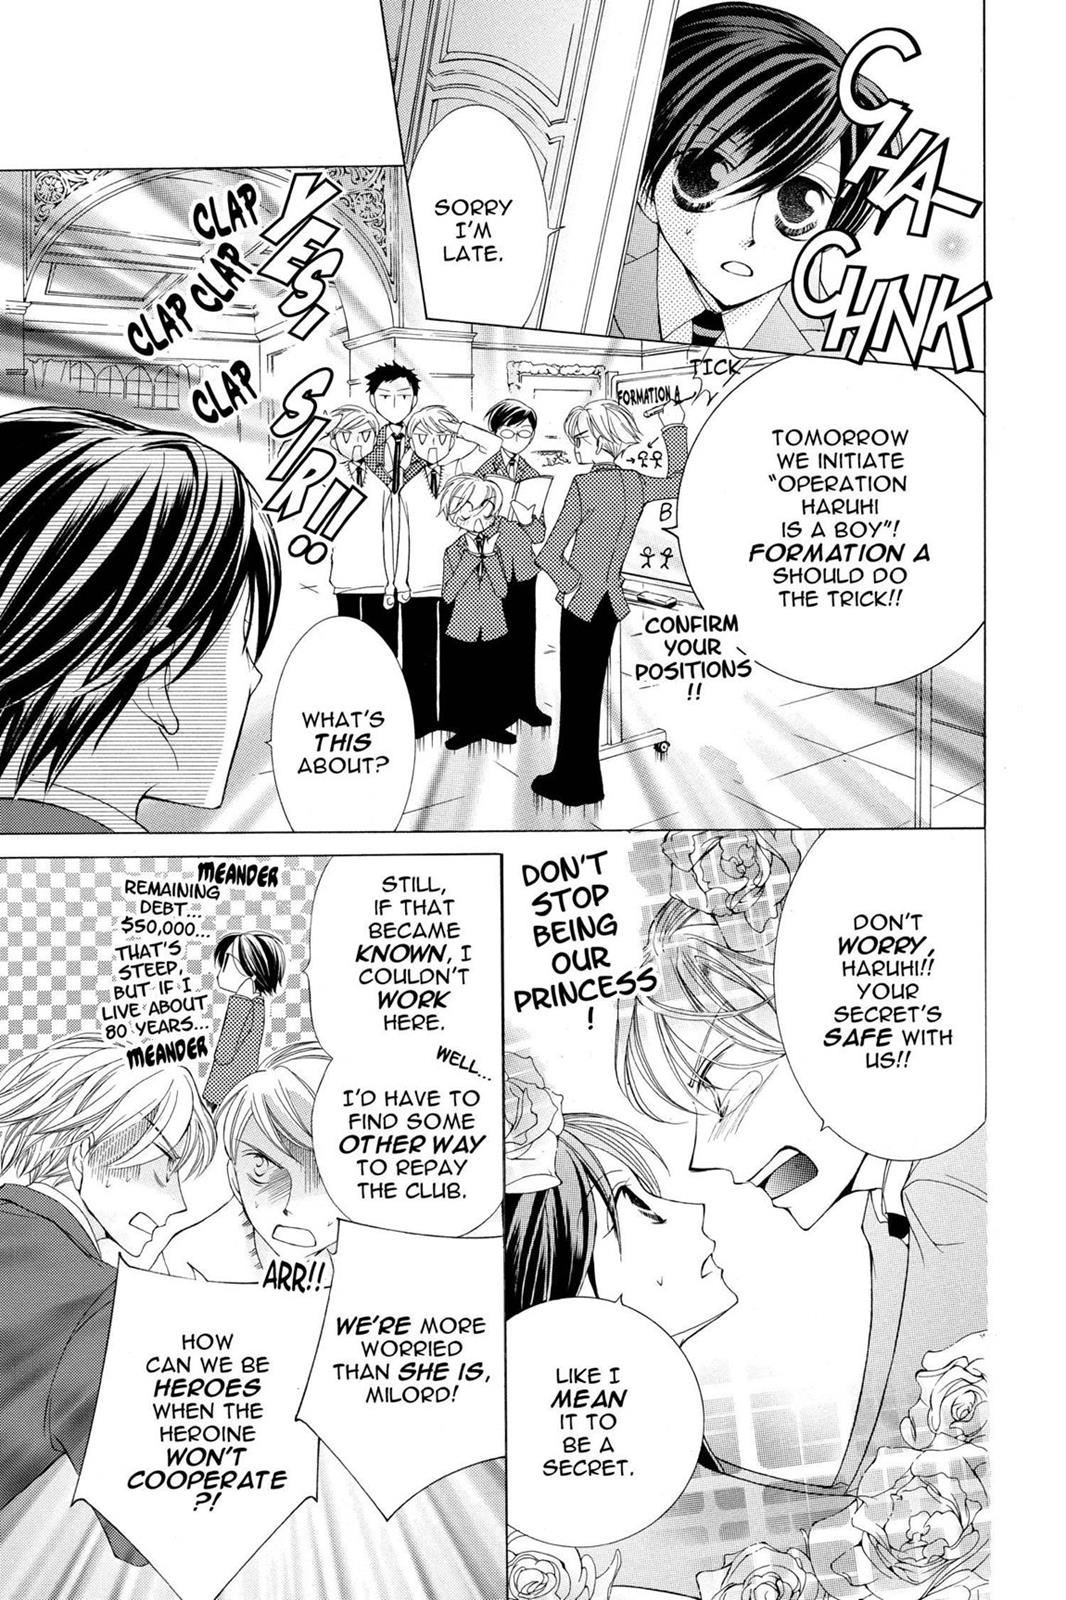 CHA-
CHNK
SORRY
I'M
LATE.
TICK
FORMATION A
B
TOMORROW
WE INITIATE
"OPERATION
HARUHI
IS A BOY"!
FORMATION A
SHOULD DO
THE TRICK!!
CONFIRM
YOUR
POSITIONS
!!
YES,
SIR!!
CLAP
CLAP CLAP
CLAP
WHAT'S
THIS
ABOUT?
DON'T
WORRY,
HARUHI!!
YOUR
SECRET'S
SAFE WITH
US!!
DON'T
STOP
BEING
OUR
PRINCESS
!
LIKE I
MEAN
IT TO
BE A
SECRET.
STILL,
IF THAT
BECAME
KNOWN, I
COULDN'T
WORK
HERE.
WELL...
I'D HAVE TO
FIND SOME
OTHER WAY
TO REPAY
THE CLUB.
MEANDER
REMAINING
DEBT...
$50,000...
THAT'S
STEEP,
BUT IF I
LIVE ABOUT
80 YEARS...
MEANDER
ARR!!
WE'RE MORE
WORRIED
THAN SHE IS,
MILORD!
HOW
CAN WE BE
HEROES
WHEN THE
HEROINE
WON'T
COOPERATE
?!